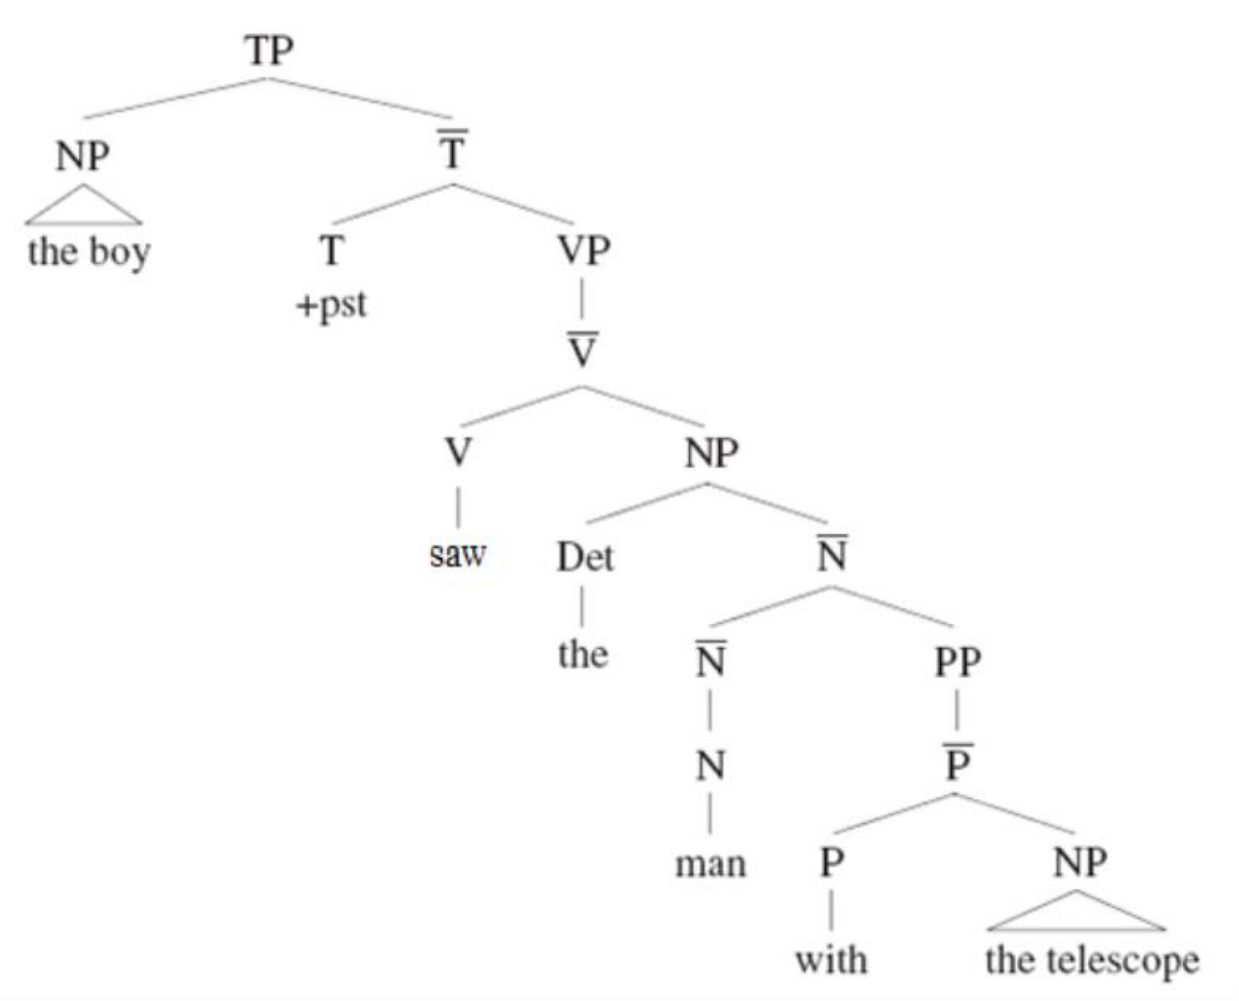 TP
NP T̅
the boy T VP
+pst
V̅
V NP
saw Det N̅
the N̅ PP
N P̅
man P NP
with the telescope